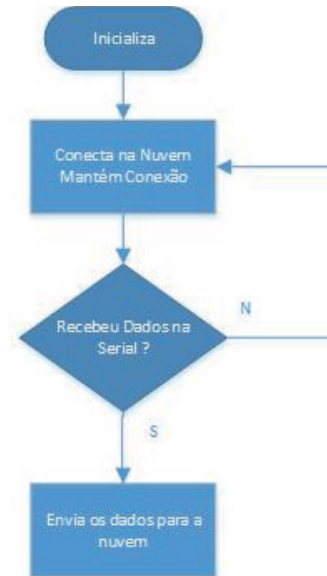 Inicializa
Conecta na Nuvem
Mantém Conexão
Recebeu Dados na
Serial ?
N
S
Envia os dados para a
nuvem